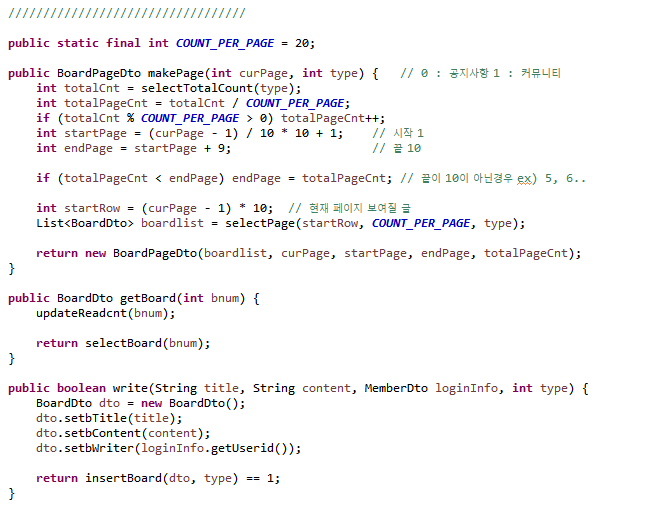 //////////////////////////////////
public static final int COUNT_PER_PAGE = 20;
public BoardPageDto makePage(int curPage, int type) {   // 0 : 공지사항 1 : 커뮤니티
    int totalCnt = selectTotalCount(type);
    int totalPageCnt = totalCnt / COUNT_PER_PAGE;
    if (totalCnt % COUNT_PER_PAGE > 0) totalPageCnt++;
    int startPage = (curPage - 1) / 10 * 10 + 1;    // 시작 1
    int endPage = startPage + 9;                    // 끝 10
    if (totalPageCnt < endPage) endPage = totalPageCnt; // 끝이 10이 아닌경우 ex) 5, 6..
    int startRow = (curPage - 1) * 10;  // 현재 페이지 보여질 글
    List<BoardDto> boardlist = selectPage(startRow, COUNT_PER_PAGE, type);
    return new BoardPageDto(boardlist, curPage, startPage, endPage, totalPageCnt);
}
public BoardDto getBoard(int bnum) {
    updateReadcnt(bnum);
    return selectBoard(bnum);
}
public boolean write(String title, String content, MemberDto loginInfo, int type) {
    BoardDto dto = new BoardDto();
    dto.setbTitle(title);
    dto.setbContent(content);
    dto.setbWriter(loginInfo.getUserid());
    return insertBoard(dto, type) == 1;
}